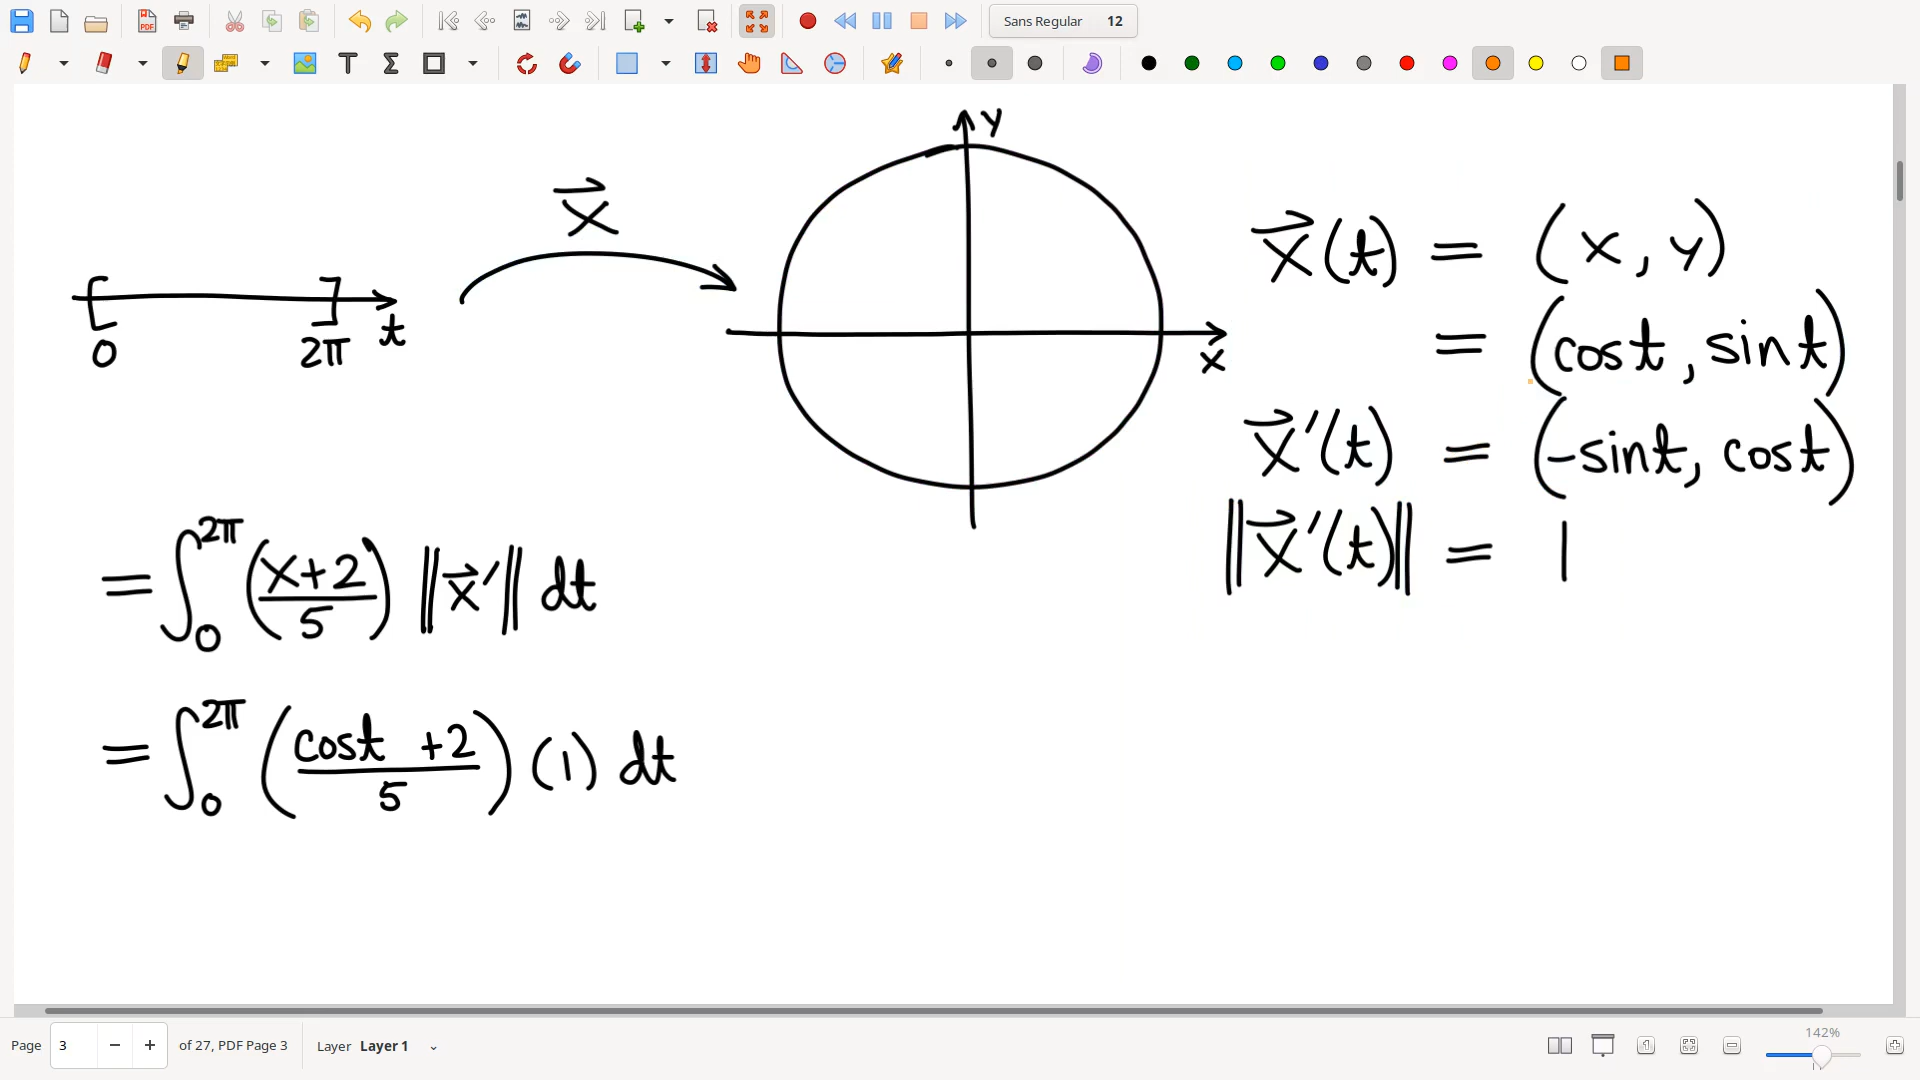 Sans Regular 12
y
x⃗
x⃗(t) = (x, y)
[ ] t
0 2π
x
= (cost, sint)
x⃗'(t) = (-sint, cost)
= ∫₀^2π (x+2/5) ||x⃗'|| dt
||x⃗'(t)|| = 1
= ∫₀^2π (cost +2/5) (1) dt
Page 3 of 27, PDF Page 3 Layer Layer 1
142%